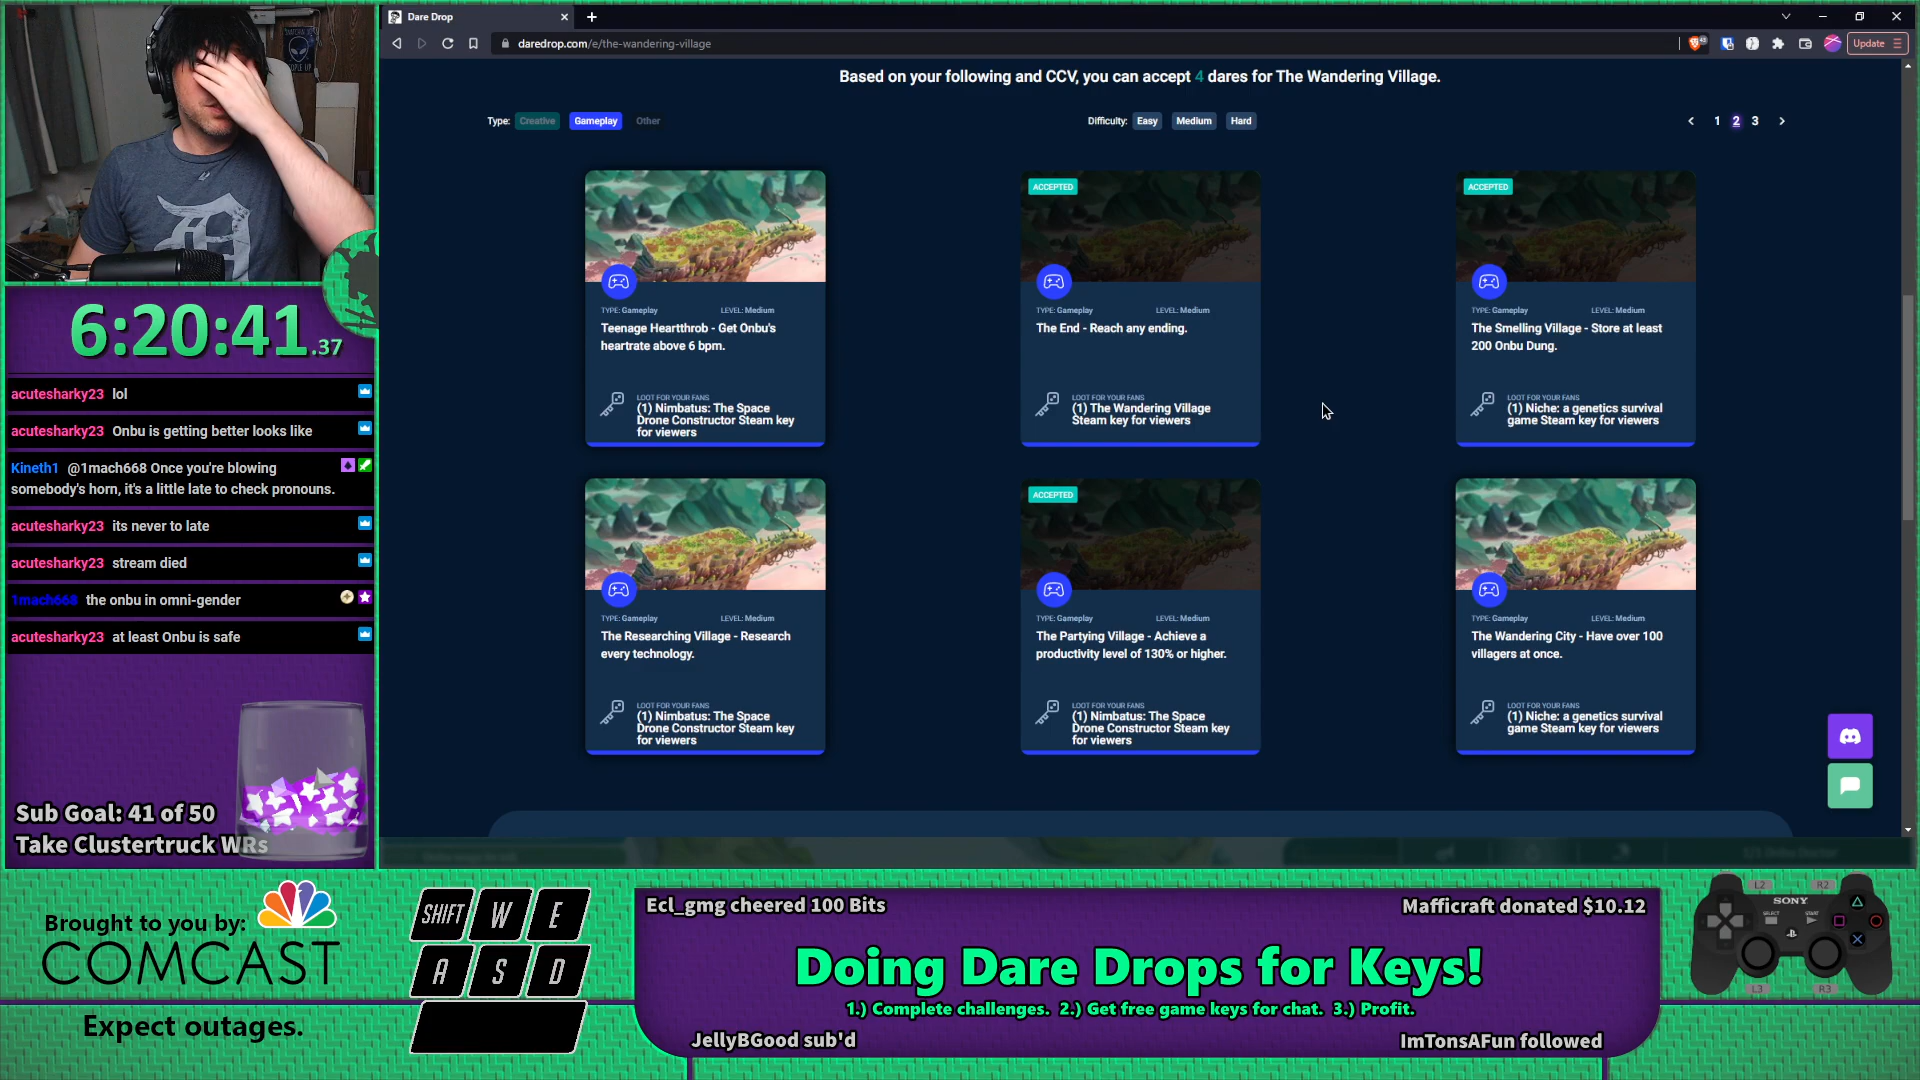 Dare Drop
daredrop.com/e/the-wandering-village
Update
Based on your following and CCV, you can accept 4 dares for The Wandering Village.
Type: Creative Gameplay Other
Difficulty: Easy Medium Hard
< 1 2 3 >
TYPE: Gameplay LEVEL: Medium
Teenage Heartthrob - Get Onbu's
heartrate above 6 bpm.
LOOT FOR YOUR FANS
(1) Nimbatus: The Space
Drone Constructor Steam key
for viewers
ACCEPTED
TYPE: Gameplay LEVEL: Medium
The End - Reach any ending.
LOOT FOR YOUR FANS
(1) The Wandering Village
Steam key for viewers
ACCEPTED
TYPE: Gameplay LEVEL: Medium
The Smelling Village - Store at least
200 Onbu Dung.
LOOT FOR YOUR FANS
(1) Niche: a genetics survival
game Steam key for viewers
TYPE: Gameplay LEVEL: Medium
The Researching Village - Research
every technology.
LOOT FOR YOUR FANS
(1) Nimbatus: The Space
Drone Constructor Steam key
for viewers
ACCEPTED
TYPE: Gameplay LEVEL: Medium
The Partying Village - Achieve a
productivity level of 130% or higher.
LOOT FOR YOUR FANS
(1) Nimbatus: The Space
Drone Constructor Steam key
for viewers
TYPE: Gameplay LEVEL: Medium
The Wandering City - Have over 100
villagers at once.
LOOT FOR YOUR FANS
(1) Niche: a genetics survival
game Steam key for viewers
6:20:41.37
acutesharky23 lol
acutesharky23 Onbu is getting better looks like
Kineth1 @1mach668 Once you're blowing
somebody's horn, it's a little late to check pronouns.
acutesharky23 its never to late
acutesharky23 stream died
1mach668 the onbu in omni-gender
acutesharky23 at least Onbu is safe
Sub Goal: 41 of 50
Take Clustertruck WRs
Brought to you by:
COMCAST
Expect outages.
SHIFT W E
A S D
Ecl_gmg cheered 100 Bits
Mafficraft donated $10.12
Doing Dare Drops for Keys!
1.) Complete challenges. 2.) Get free game keys for chat. 3.) Profit.
JellyBGood sub'd
ImTonsAFun followed
L2 R2
SONY
SELECT START
L3 R3